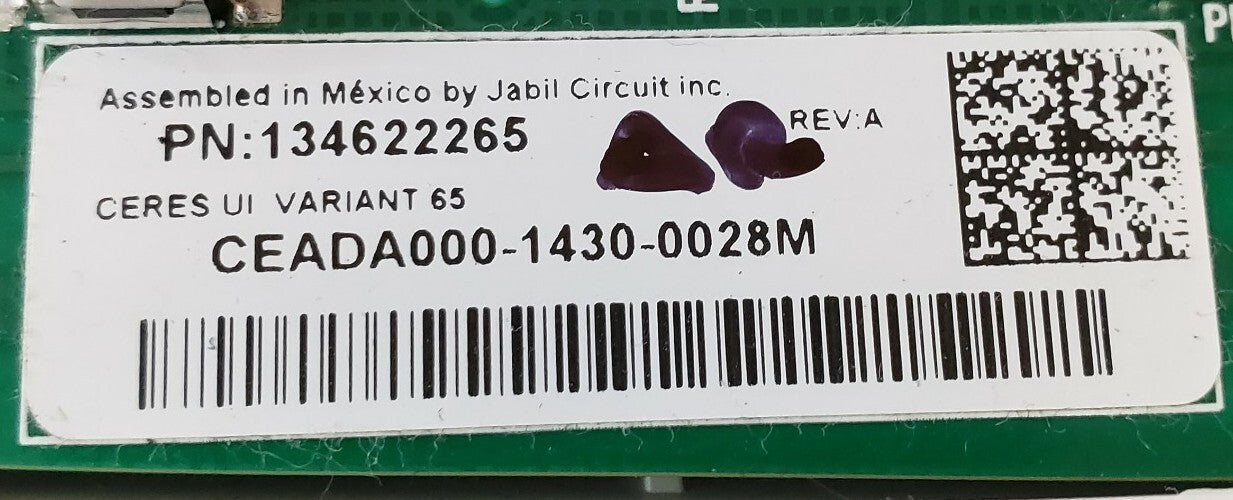 Assembled in México by Jabil Circuit inc.
PN:134622265
REV:A
CERES UI VARIANT 65
CEADA000-1430-0028M